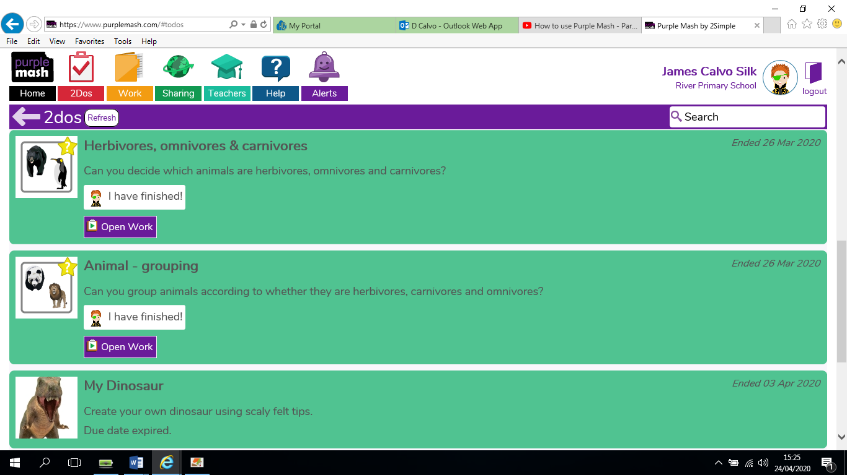 https://www.purplemash.com/#todos
My Portal
D Calvo - Outlook Web App
How to use Purple Mash - Par...
Purple Mash by 2Simple
File Edit View Favorites Tools Help
purple mash
James Calvo Silk
River Primary School
logout
Home 2Dos Work Sharing Teachers Help Alerts
2dos Refresh Search
Herbivores, omnivores & carnivores Ended 26 Mar 2020
Can you decide which animals are herbivores, omnivores and carnivores?
I have finished!
Open Work
Animal - grouping Ended 26 Mar 2020
Can you group animals according to whether they are herbivores, carnivores and omnivores?
I have finished!
Open Work
My Dinosaur Ended 03 Apr 2020
Create your own dinosaur using scaly felt tips.
Due date expired.
15:25
24/04/2020